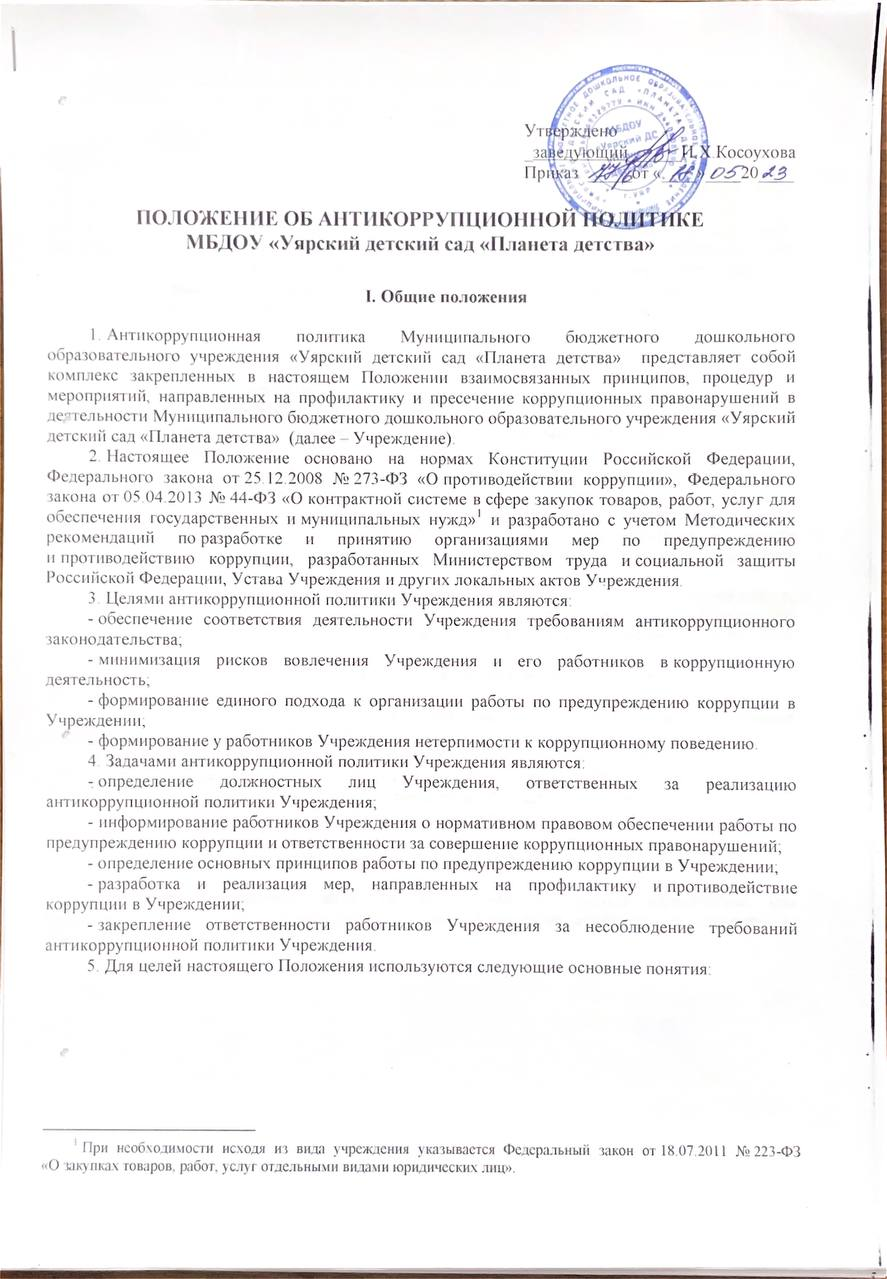 Утверждено
заведующий И.Х.Косоухова
Приказ от « » 05 2023
ПОЛОЖЕНИЕ ОБ АНТИКОРРУПЦИОННОЙ ПОЛИТИКЕ
МБДОУ «Уярский детский сад «Планета детства»
I. Общие положения
1. Антикоррупционная политика Муниципального бюджетного дошкольного
образовательного учреждения «Уярский детский сад «Планета детства» представляет собой
комплекс закрепленных в настоящем Положении взаимосвязанных принципов, процедур и
мероприятий, направленных на профилактику и пресечение коррупционных правонарушений в
деятельности Муниципального бюджетного дошкольного образовательного учреждения «Уярский
детский сад «Планета детства» (далее – Учреждение).
2. Настоящее Положение основано на нормах Конституции Российской Федерации,
Федерального закона от 25.12.2008 № 273-ФЗ «О противодействии коррупции», Федерального
закона от 05.04.2013 № 44-ФЗ «О контрактной системе в сфере закупок товаров, работ, услуг для
обеспечения государственных и муниципальных нужд»¹ и разработано с учетом Методических
рекомендаций по разработке и принятию организациями мер по предупреждению
и противодействию коррупции, разработанных Министерством труда и социальной защиты
Российской Федерации, Устава Учреждения и других локальных актов Учреждения.
3. Целями антикоррупционной политики Учреждения являются:
- обеспечение соответствия деятельности Учреждения требованиям антикоррупционного
законодательства;
- минимизация рисков вовлечения Учреждения и его работников в коррупционную
деятельность;
- формирование единого подхода к организации работы по предупреждению коррупции в
Учреждении;
- формирование у работников Учреждения нетерпимости к коррупционному поведению.
4. Задачами антикоррупционной политики Учреждения являются:
- определение должностных лиц Учреждения, ответственных за реализацию
антикоррупционной политики Учреждения;
- информирование работников Учреждения о нормативном правовом обеспечении работы по
предупреждению коррупции и ответственности за совершение коррупционных правонарушений;
- определение основных принципов работы по предупреждению коррупции в Учреждении;
- разработка и реализация мер, направленных на профилактику и противодействие
коррупции в Учреждении;
- закрепление ответственности работников Учреждения за несоблюдение требований
антикоррупционной политики Учреждения.
5. Для целей настоящего Положения используются следующие основные понятия:
¹ При необходимости исходя из вида учреждения указывается Федеральный закон от 18.07.2011 № 223-ФЗ
«О закупках товаров, работ, услуг отдельными видами юридических лиц».